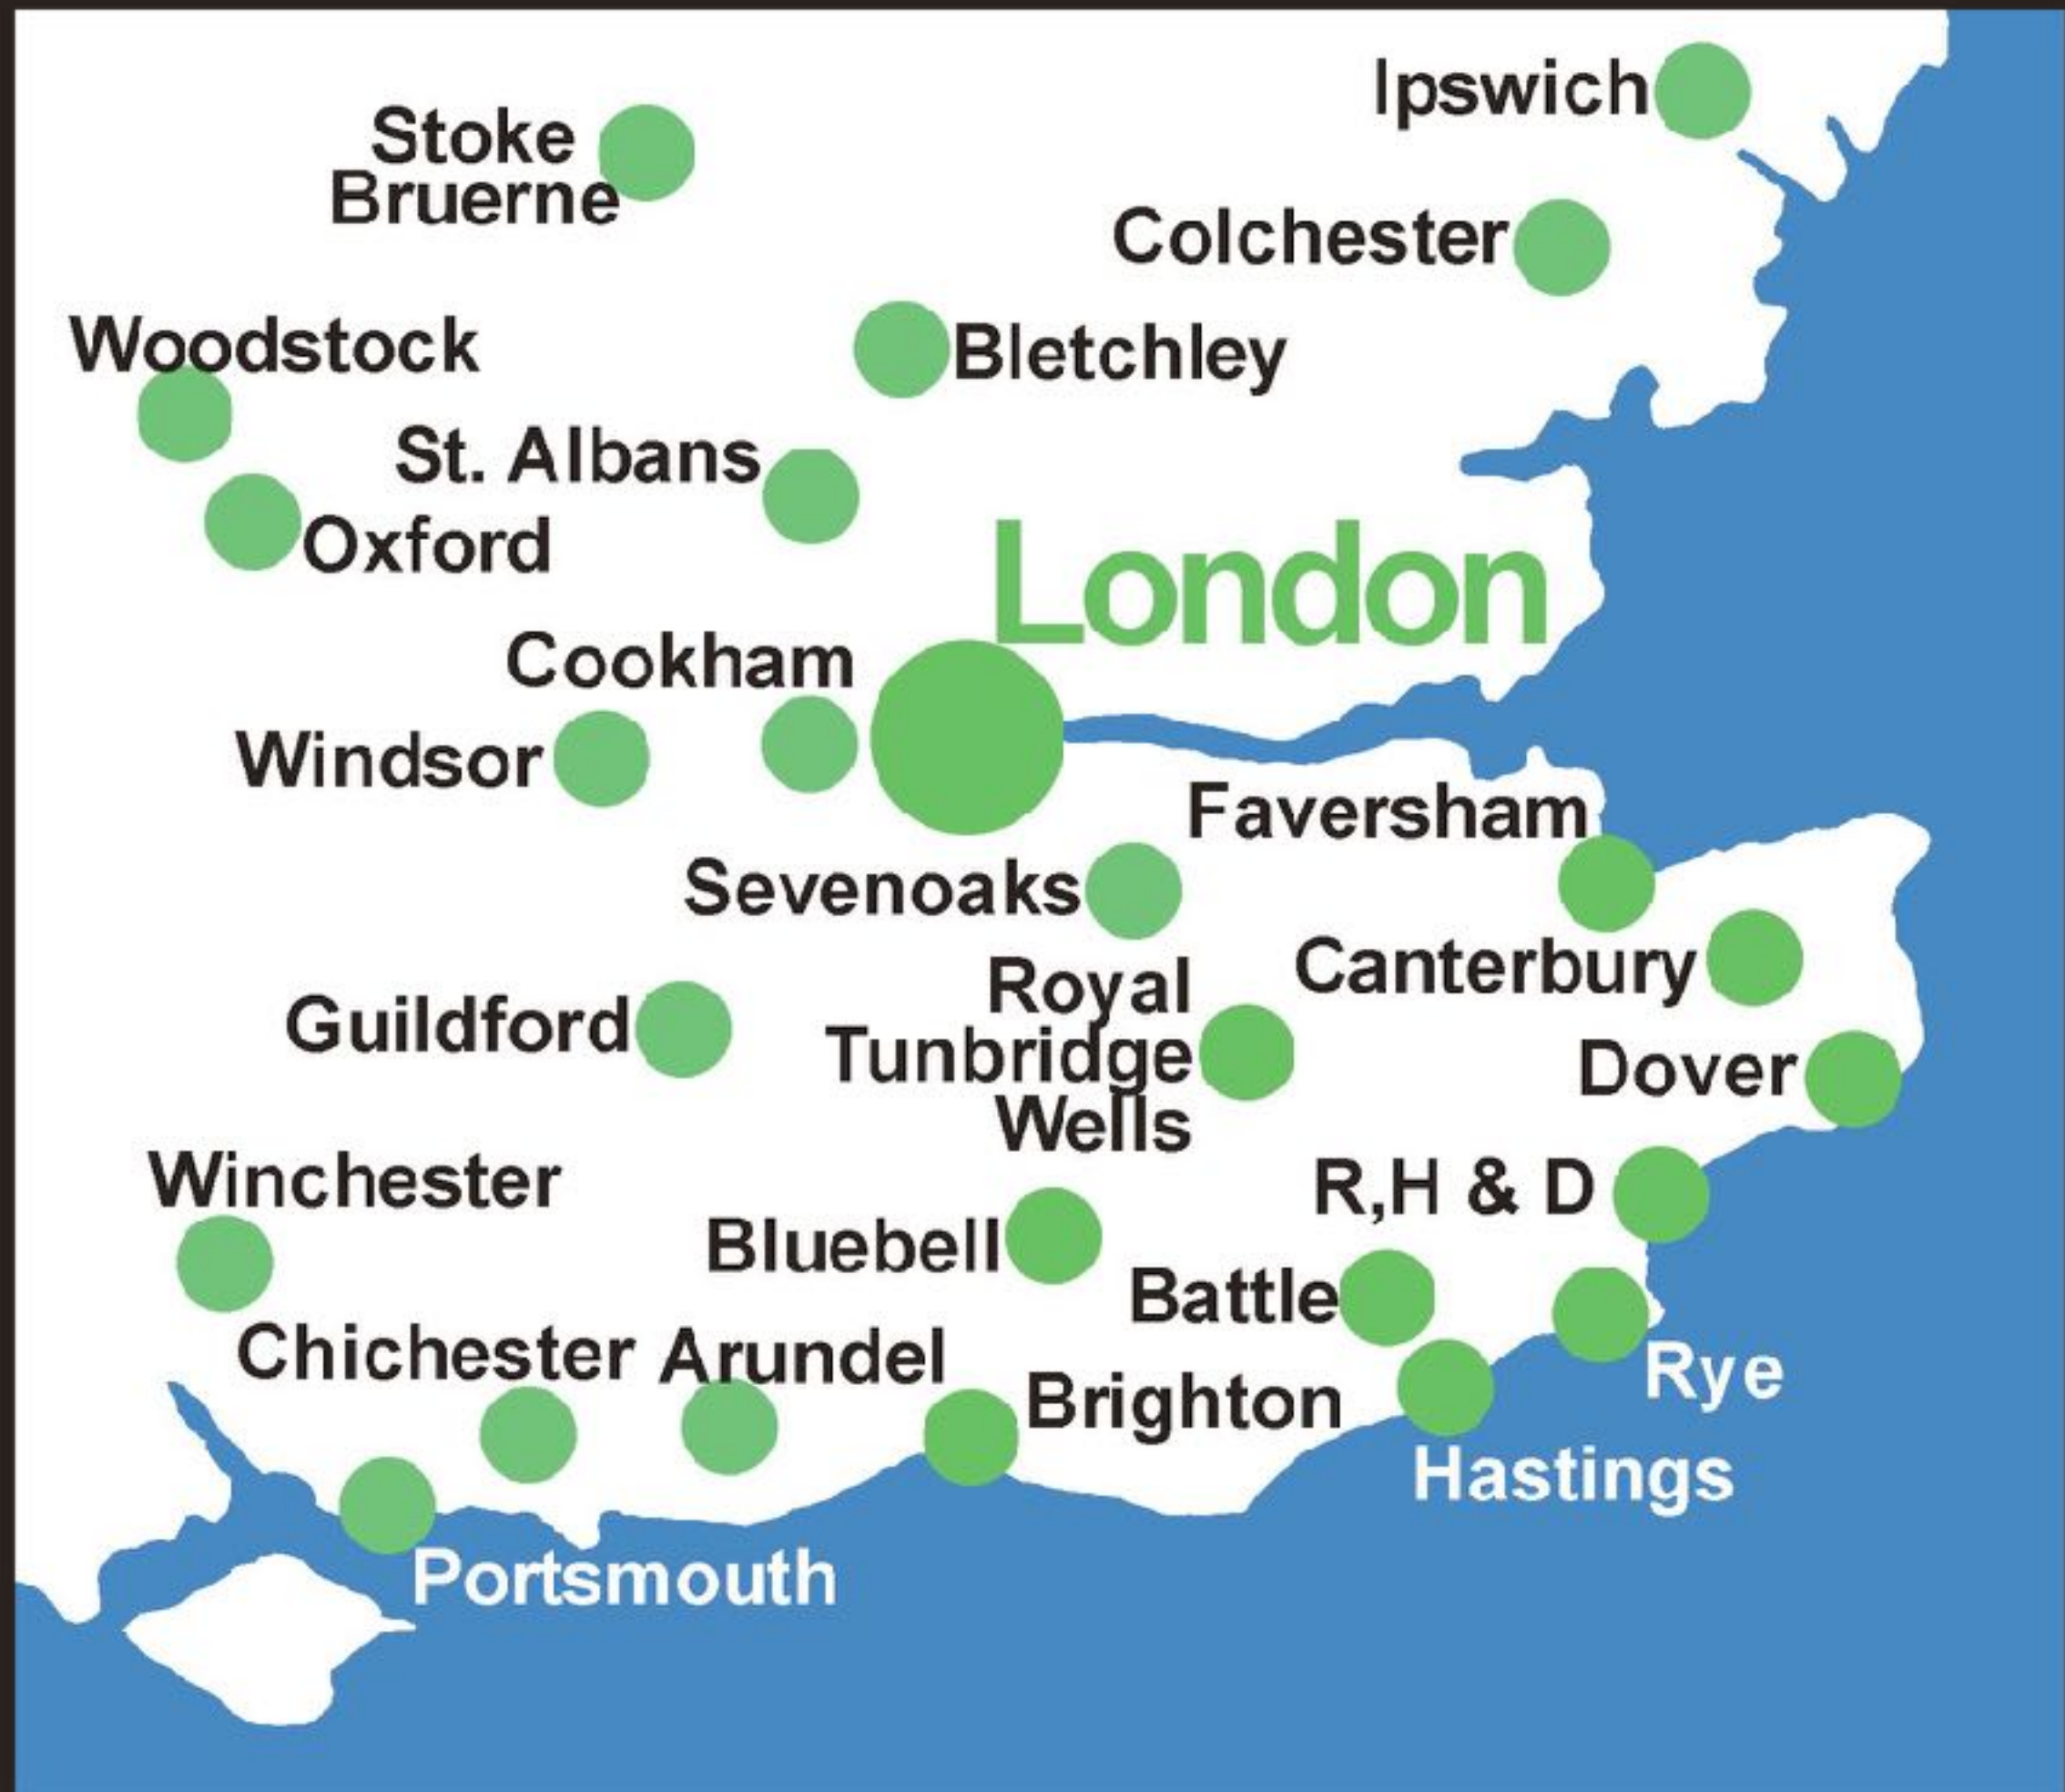 Ipswich
Stoke
Bruerne
Colchester
Woodstock
Bletchley
St. Albans
Oxford
London
Cookham
Windsor
Faversham
Sevenoaks
Canterbury
Royal
Tunbridge
Wells
Guildford
Dover
Winchester
R,H & D
Bluebell
Battle
Chichester
Arundel
Rye
Brighton
Hastings
Portsmouth